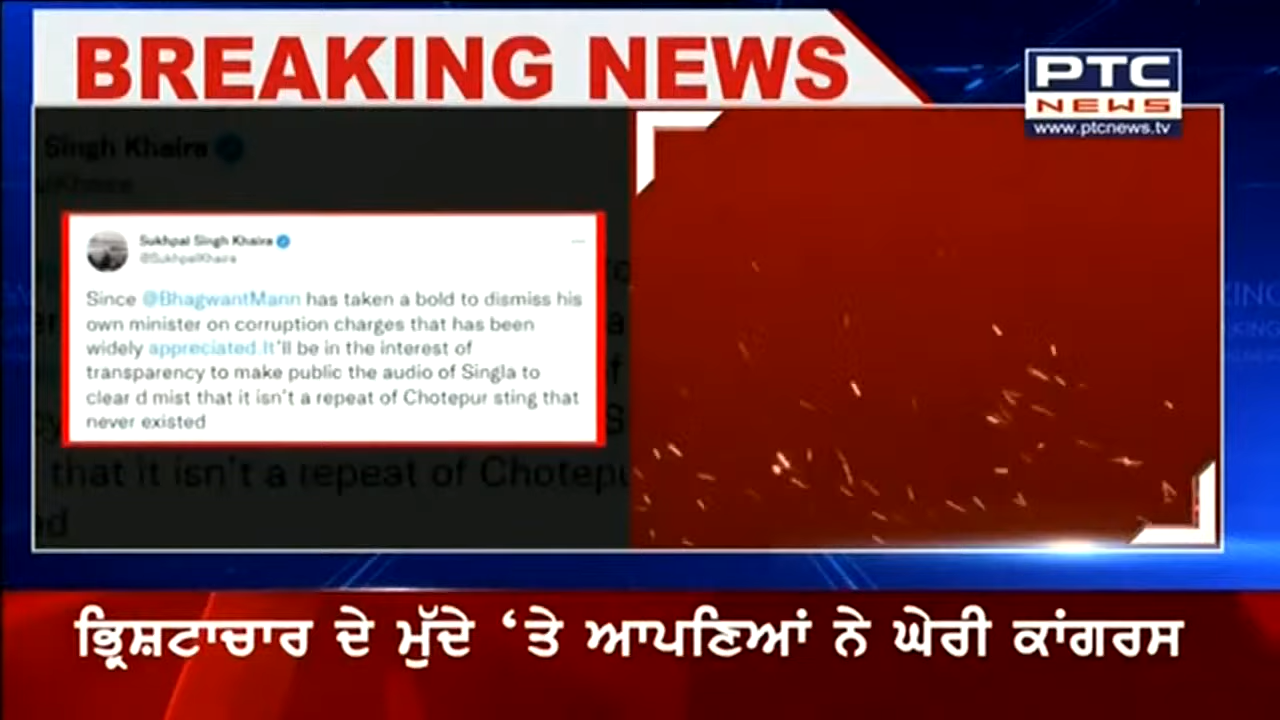 BREAKING NEWS
PTC
NEWS
www.ptcnews.tv
Singh Khaira
Sukhpal Singh Khaira
@SukhpalKhaira
Since @BhagwantMann has taken a bold to dismiss his
own minister on corruption charges that has been
widely appreciated.It'll be in the interest of
transparency to make public the audio of Singla to
clear d mist that it isn't a repeat of Chotepur sting that
never existed
that it isn't a repeat of Chotepu
ਭ੍ਰਿਸ਼ਟਾਚਾਰ ਦੇ ਮੁੱਦੇ ‘ਤੇ ਆਪਣਿਆਂ ਨੇ ਘੇਰੀ ਕਾਂਗਰਸ